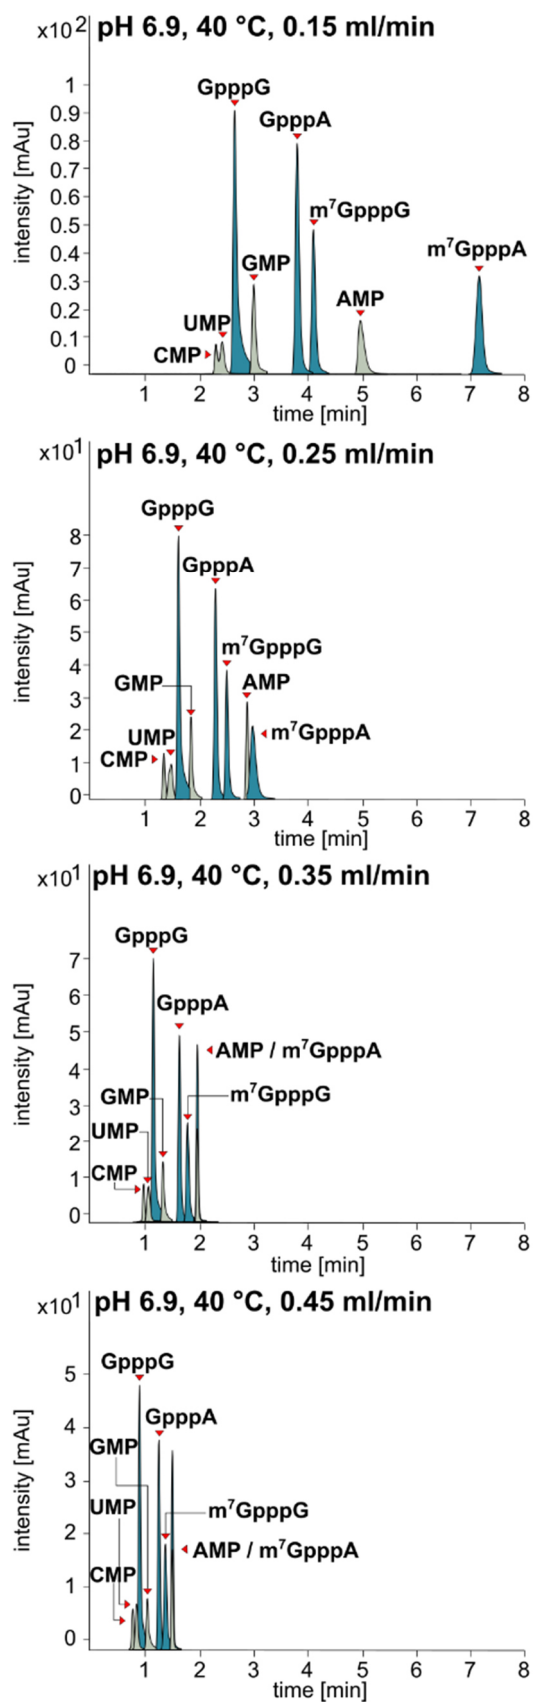 x10²
pH 6.9, 40 °C, 0.15 ml/min
GpppG
GpppA
m⁷GpppG
m⁷GpppA
GMP
AMP
UMP
CMP
intensity [mAu]
1
0.9
0.8
0.7
0.6
0.5
0.4
0.3
0.2
0.1
0
1 2 3 4 5 6 7 8
time [min]
x10¹
pH 6.9, 40 °C, 0.25 ml/min
GpppG
GpppA
m⁷GpppG
GMP
AMP
UMP
m⁷GpppA
CMP
intensity [mAu]
8
7
6
5
4
3
2
1
0
1 2 3 4 5 6 7 8
time [min]
x10¹
pH 6.9, 40 °C, 0.35 ml/min
GpppG
GpppA
AMP / m⁷GpppA
GMP
m⁷GpppG
UMP
CMP
intensity [mAu]
7
6
5
4
3
2
1
0
1 2 3 4 5 6 7 8
time [min]
x10¹
pH 6.9, 40 °C, 0.45 ml/min
GpppG
GpppA
GMP
UMP
m⁷GpppG
AMP / m⁷GpppA
CMP
intensity [mAu]
5
4
3
2
1
0
1 2 3 4 5 6 7 8
time [min]